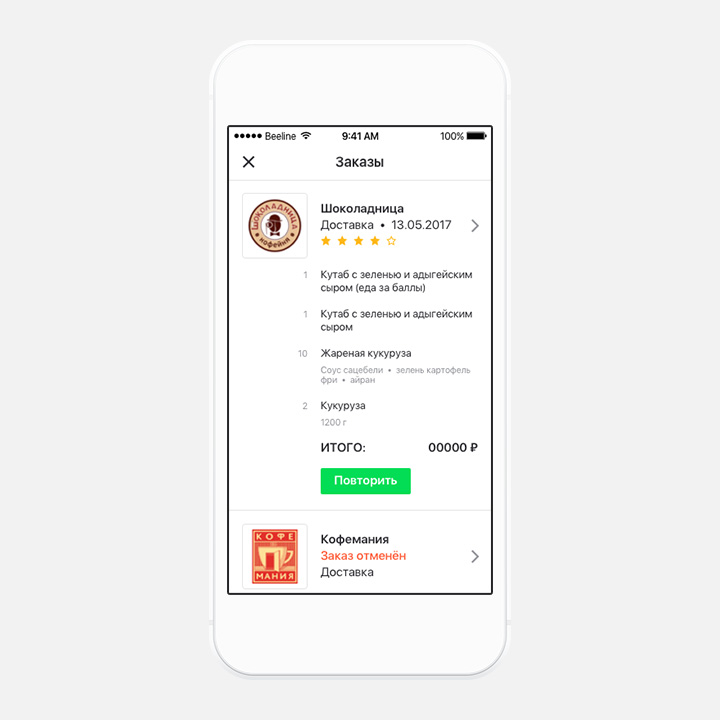 Beeline 9:41 AM 100%
Заказы
ШОКОЛАДНИЦА
кофейня
Шоколадница
Доставка • 13.05.2017
1 Кутаб с зеленью и адыгейским
сыром (еда за баллы)
1 Кутаб с зеленью и адыгейским
сыром
10 Жареная кукуруза
Соус сацебели • зелень картофель
фри • айран
2 Кукуруза
1200 г
ИТОГО: 00000 ₽
Повторить
КОФЕ
МАНИЯ
Кофемания
Заказ отменён
Доставка